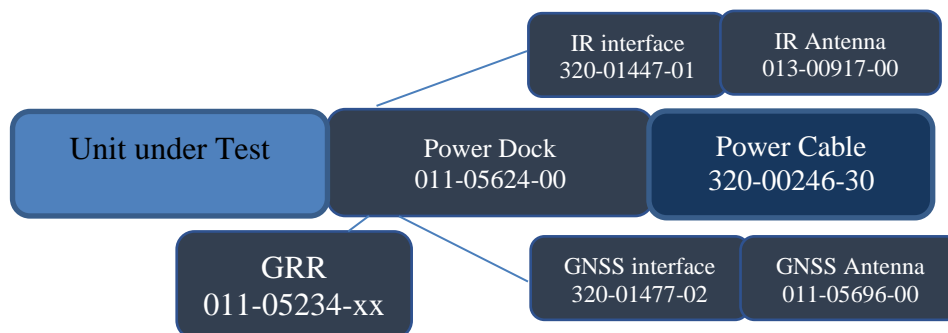 IR interface
320-01447-01
IR Antenna
013-00917-00
Unit under Test
Power Dock
011-05624-00
Power Cable
320-00246-30
GRR
011-05234-xx
GNSS interface
320-01477-02
GNSS Antenna
011-05696-00